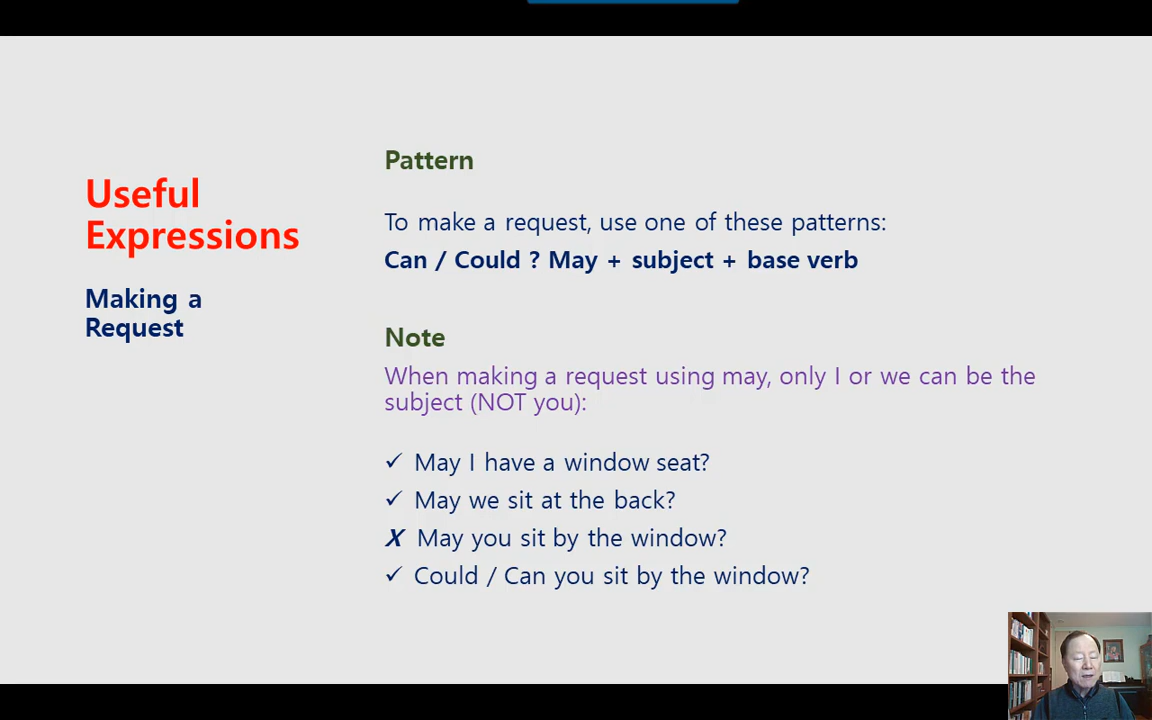 Useful
Expressions
Making a
Request
Pattern
To make a request, use one of these patterns:
Can / Could ? May + subject + base verb
Note
When making a request using may, only I or we can be the
subject (NOT you):
✓ May I have a window seat?
✓ May we sit at the back?
X May you sit by the window?
✓ Could / Can you sit by the window?